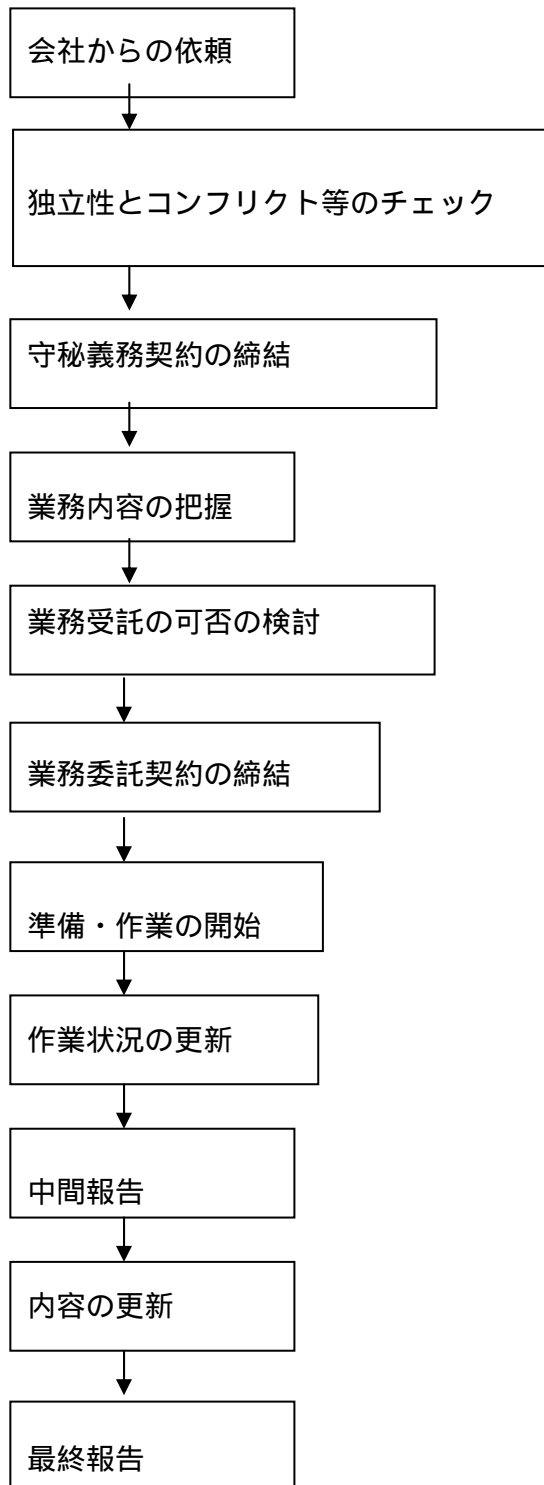 会社からの依頼
独立性とコンフリクト等のチェック
守秘義務契約の締結
業務内容の把握
業務受託の可否の検討
業務委託契約の締結
準備・作業の開始
作業状況の更新
中間報告
内容の更新
最終報告